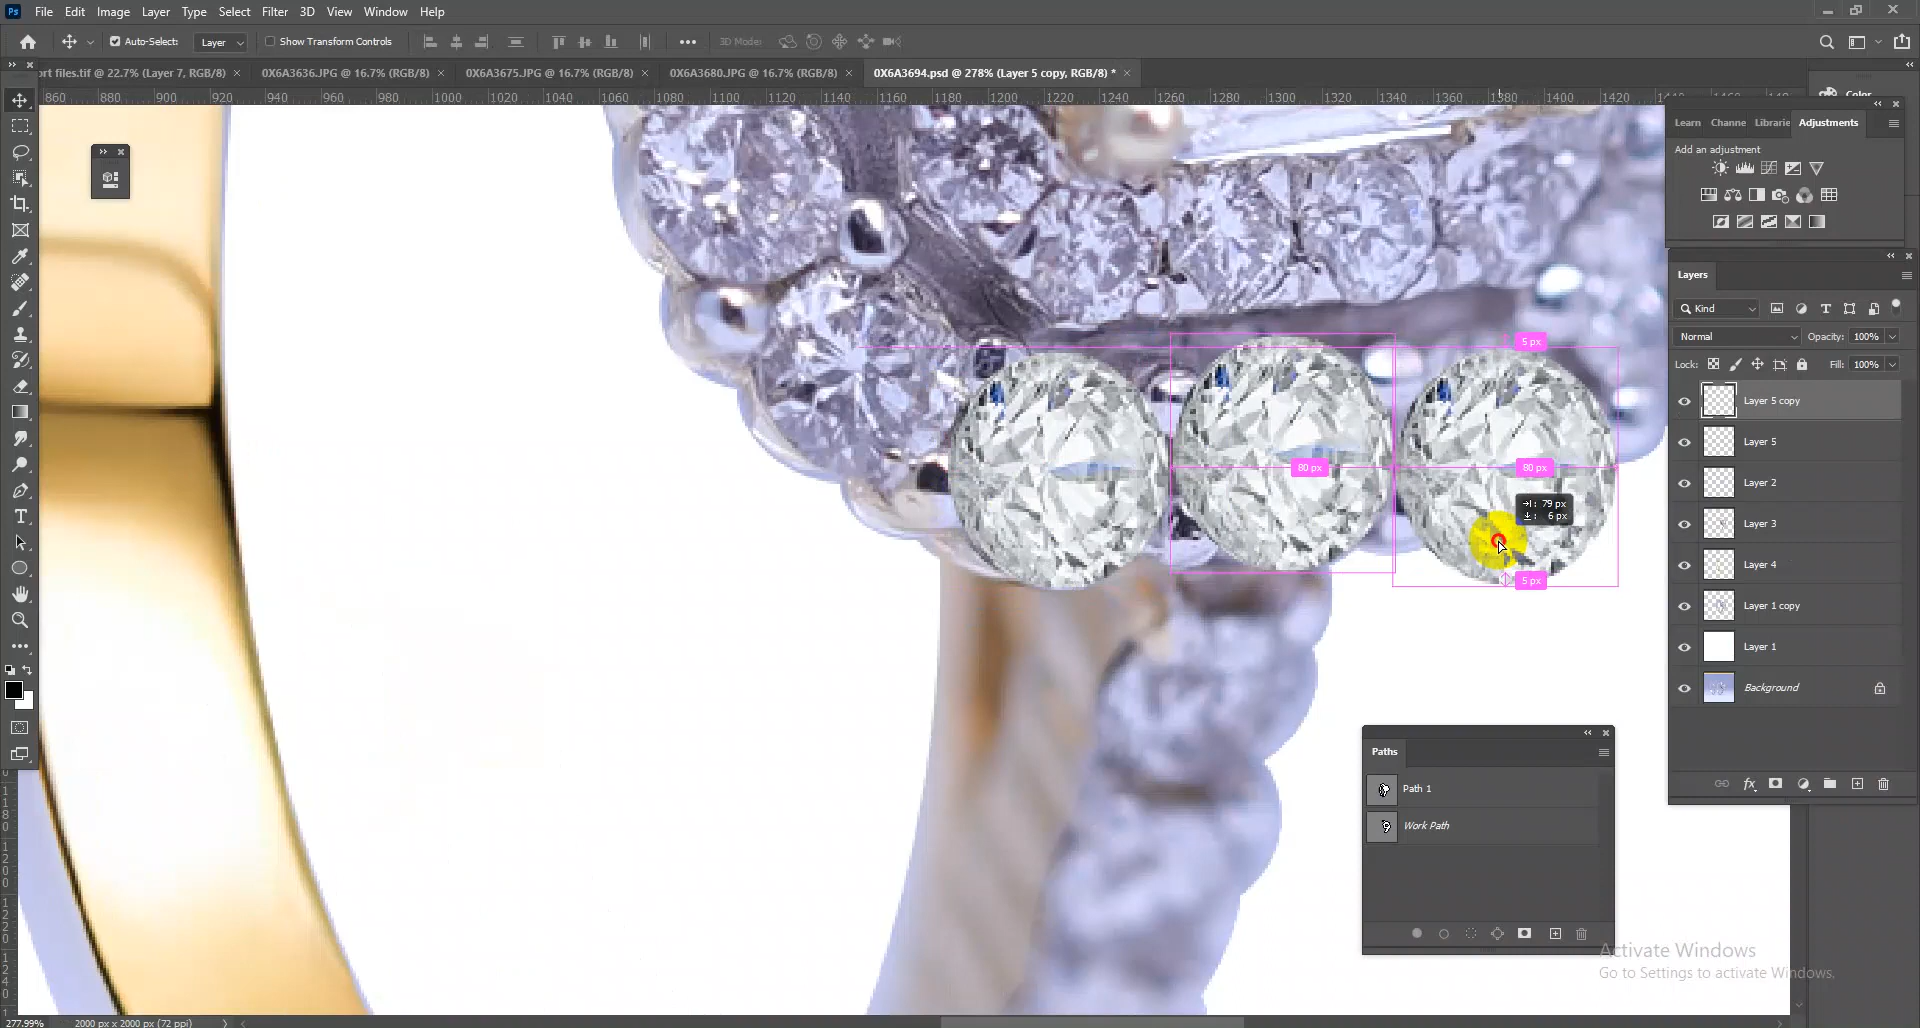 Ps File Edit Image Layer Type Select Filter 3D View Window Help
Auto-Select: Layer Show Transform Controls ••• 3D Mode:
ort files.tif @ 22.7% (Layer 7, RGB/8) × 0X6A3636.JPG @ 16.7% (RGB/8) × 0X6A3675.JPG @ 16.7% (RGB/8) × 0X6A3680.JPG @ 16.7% (RGB/8) × 0X6A3694.psd @ 278% (Layer 5 copy, RGB/8) * ×
860 880 900 920 940 960 980 1000 1020 1040 1060 1080 1100 1120 1140 1160 1180 1200 1220 1240 1260 1280 1300 1320 1340 1360 1380 1400 1420
Color
Learn Channe Librarie Adjustments
Add an adjustment
Layers
Kind
Normal Opacity: 100%
Lock: Fill: 100%
Layer 5 copy
Layer 5
Layer 2
Layer 3
Layer 4
Layer 1 copy
Layer 1
Background
5 px
80 px 80 px
79 px
6 px
5 px
Paths
Path 1
Work Path
Activate Windows
Go to Settings to activate Windows.
277.99% 2000 px x 2000 px (72 ppi)